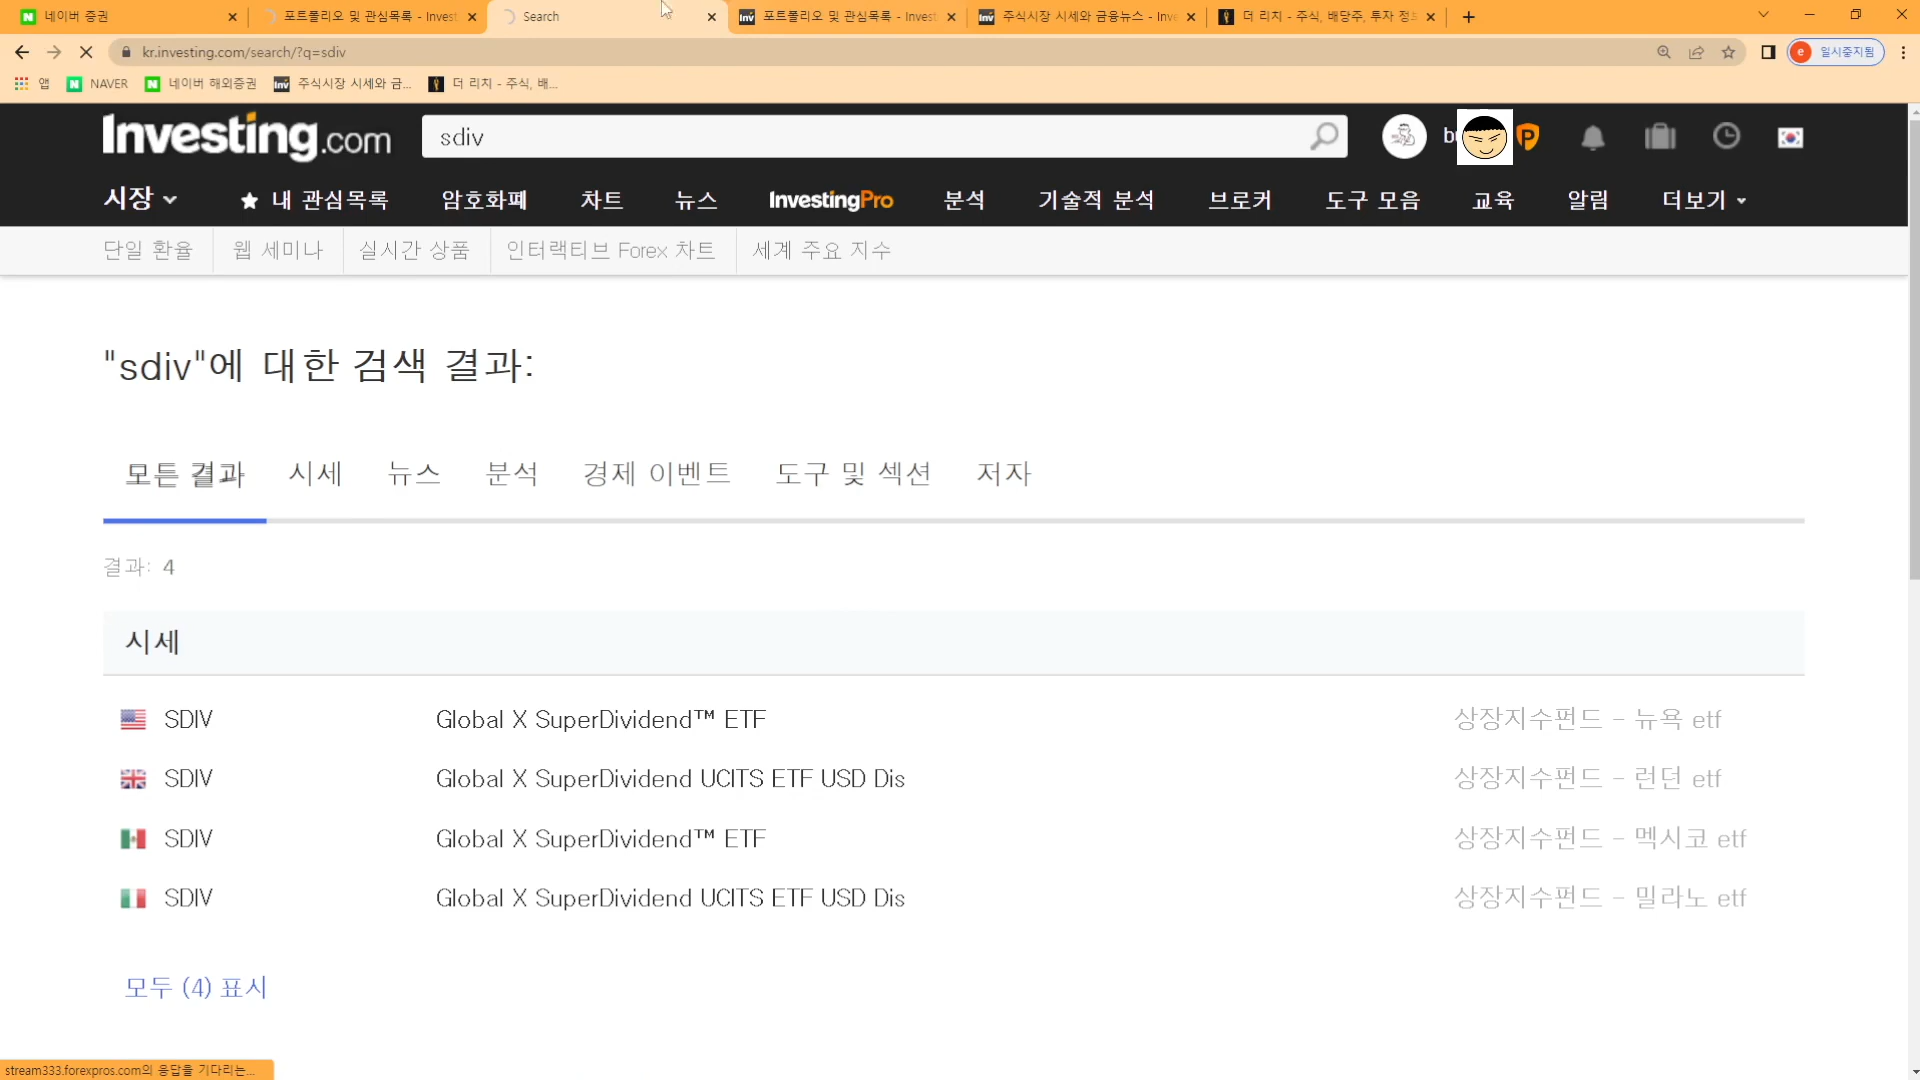 네이버 증권
포트폴리오 및 관심목록 - Invest
Search
포트폴리오 및 관심목록 - Invest
주식시장 시세와 금융뉴스 - Inve
더 리치 - 주식, 배당주, 투자 정보
kr.investing.com/search/?q=sdiv
e 일시중지됨
앱
NAVER
네이버 해외증권
주식시장 시세와 금...
더 리치 - 주식, 배...
Investing.com
sdiv
시장
내 관심목록
암호화폐
차트
뉴스
InvestingPro
분석
기술적 분석
브로커
도구 모음
교육
알림
더보기
단일 환율
웹 세미나
실시간 상품
인터랙티브 Forex 차트
세계 주요 지수
"sdiv"에 대한 검색 결과:
모든 결과
시세
뉴스
분석
경제 이벤트
도구 및 섹션
저자
결과: 4
시세
SDIV Global X SuperDividend™ ETF 상장지수펀드 - 뉴욕 etf
SDIV Global X SuperDividend UCITS ETF USD Dis 상장지수펀드 - 런던 etf
SDIV Global X SuperDividend™ ETF 상장지수펀드 - 멕시코 etf
SDIV Global X SuperDividend UCITS ETF USD Dis 상장지수펀드 - 밀라노 etf
모두 (4) 표시
stream333.forexpros.com의 응답을 기다리는...